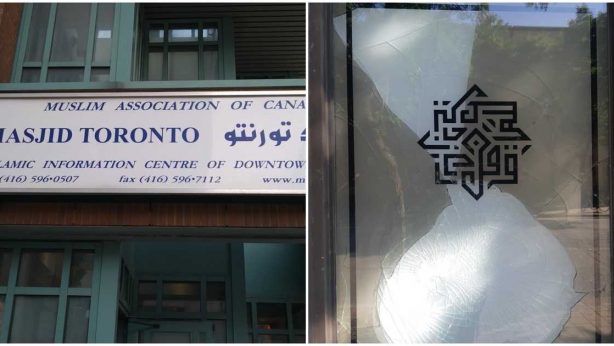 MUSLIM ASSOCIATION OF CANA
MASJID TORONTO د تورنتو
LAMIC INFORMATION CENTRE OF DOWNTOW
(416) 596•0507 fax (416) 596•7112 www.m